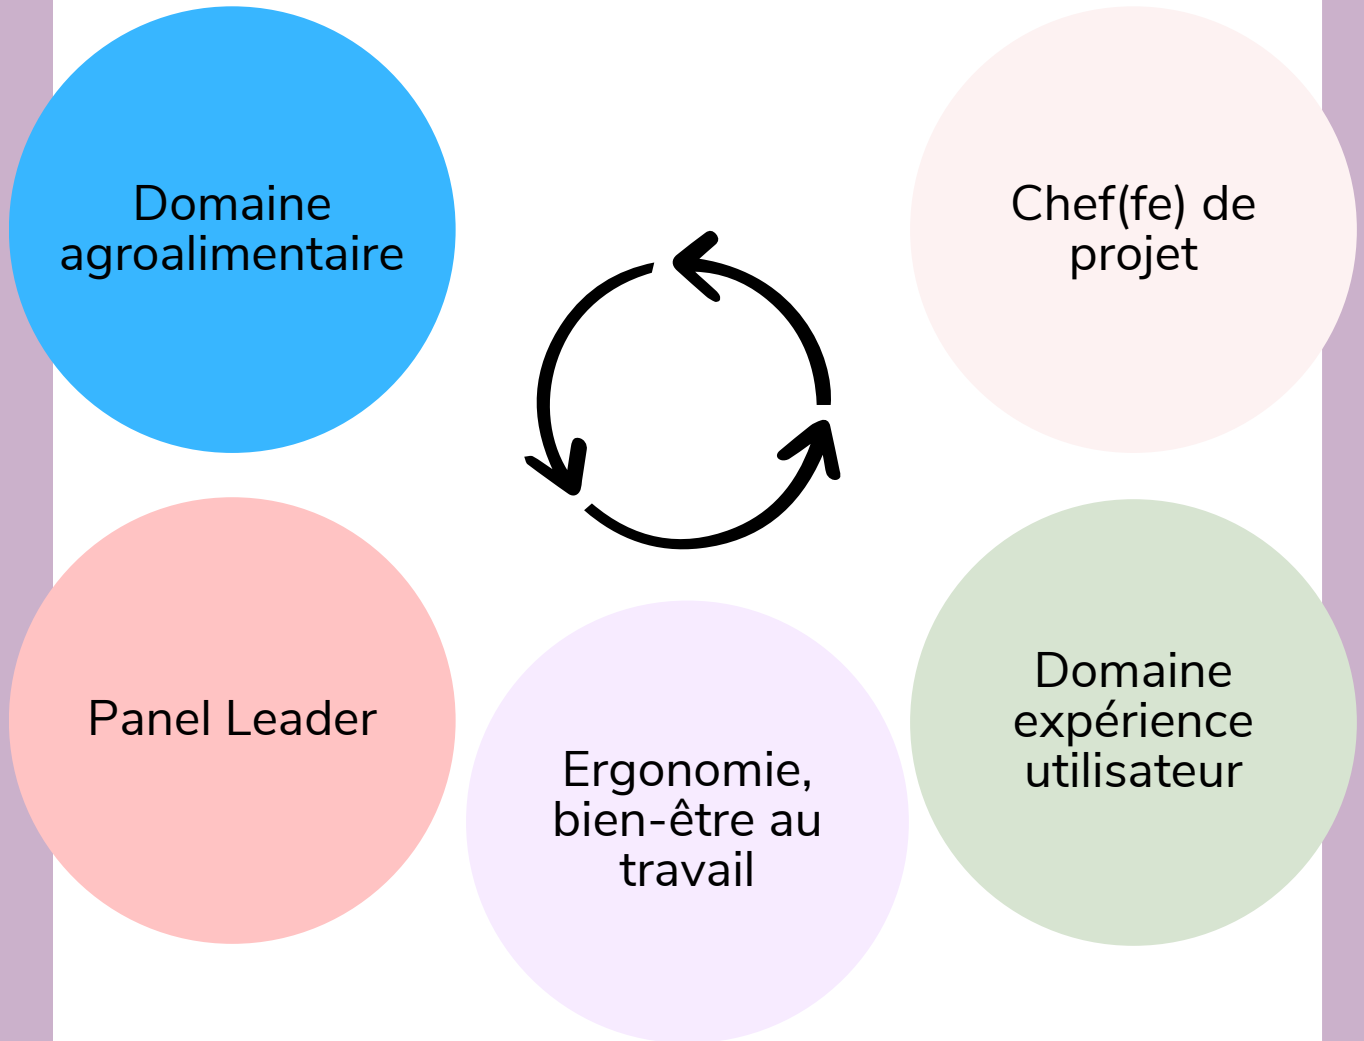 Domaine
agroalimentaire
Chef(fe) de
projet
Panel Leader
Ergonomie,
bien-être au
travail
Domaine
expérience
utilisateur